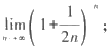 lim_{n→∞} ( 1+ 1/2n )^n ;